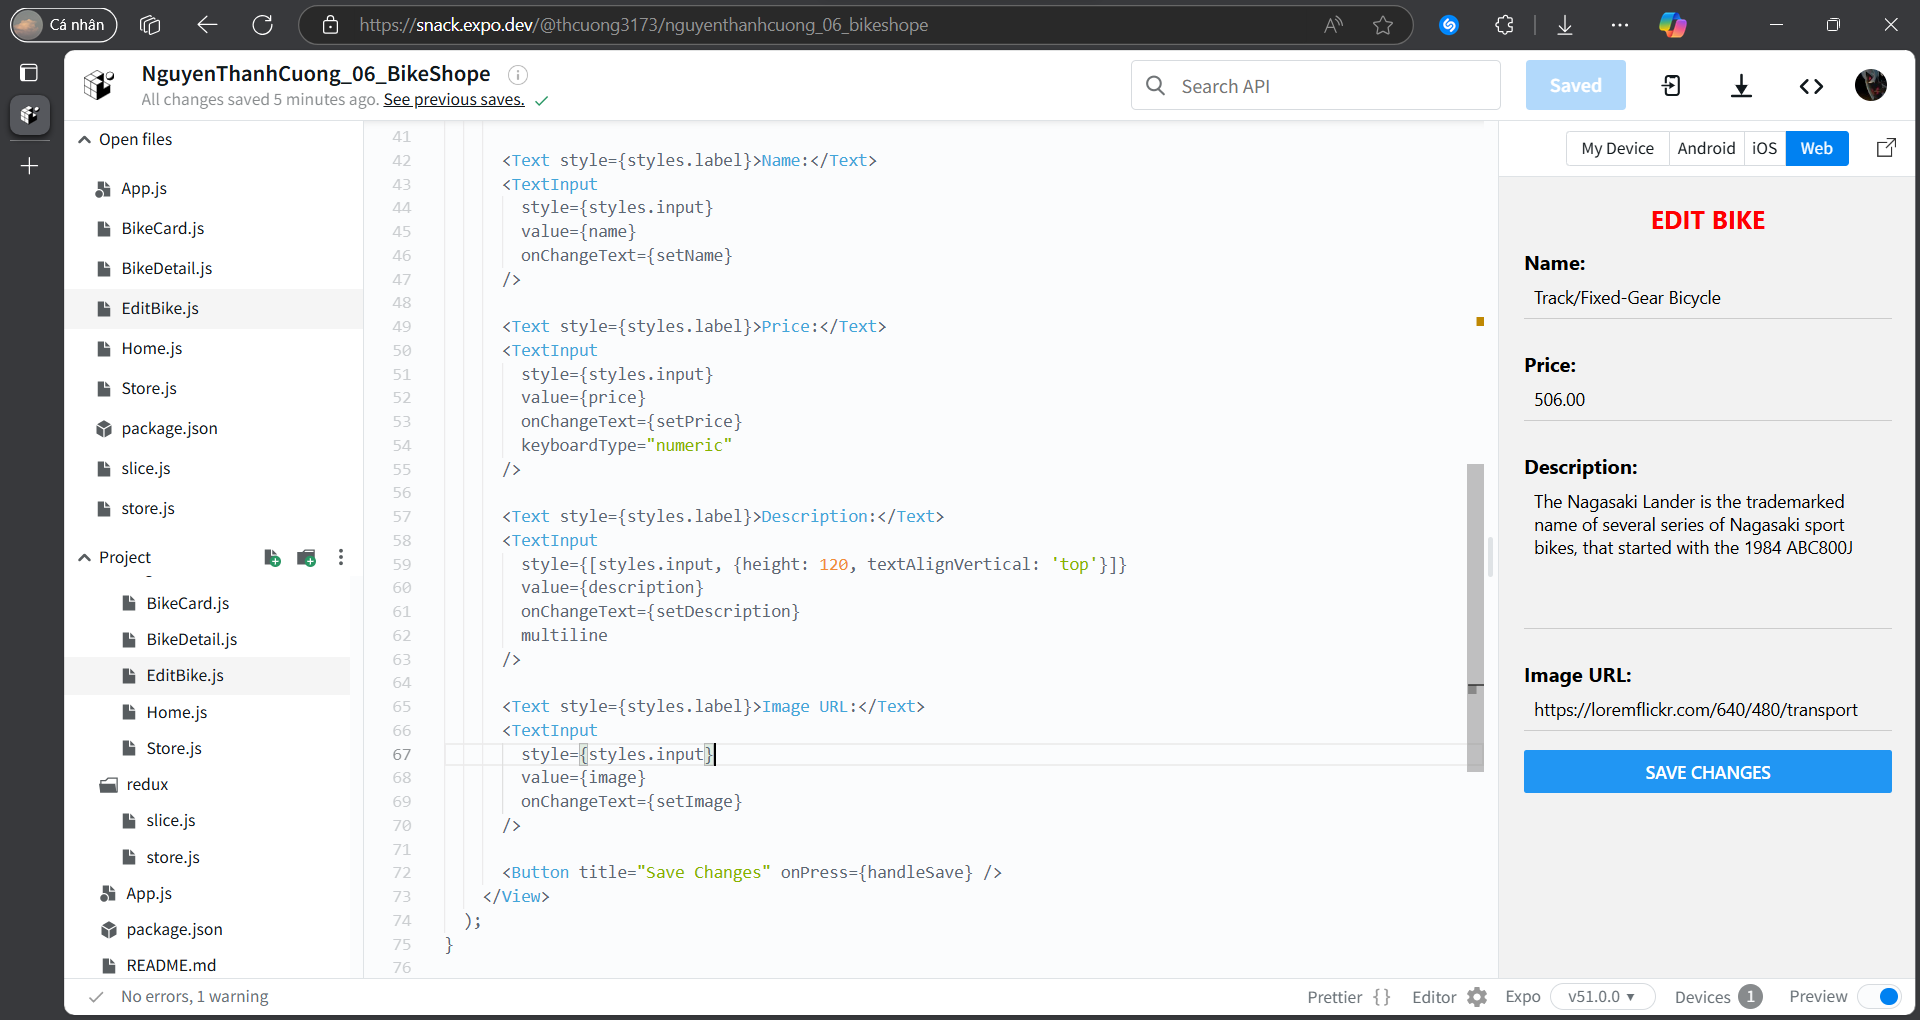 Cá nhân
https://snack.expo.dev/@thcuong3173/nguyenthanhcuong_06_bikeshope
NguyenThanhCuong_06_BikeShope
All changes saved 5 minutes ago. See previous saves.
Search API
Saved
Open files
App.js
BikeCard.js
BikeDetail.js
EditBike.js
Home.js
Store.js
package.json
slice.js
store.js
Project
BikeCard.js
BikeDetail.js
EditBike.js
Home.js
Store.js
redux
slice.js
store.js
App.js
package.json
README.md
41
42 <Text style={styles.label}>Name:</Text>
43 <TextInput
44 style={styles.input}
45 value={name}
46 onChangeText={setName}
47 />
48
49 <Text style={styles.label}>Price:</Text>
50 <TextInput
51 style={styles.input}
52 value={price}
53 onChangeText={setPrice}
54 keyboardType="numeric"
55 />
56
57 <Text style={styles.label}>Description:</Text>
58 <TextInput
59 style={[styles.input, {height: 120, textAlignVertical: 'top'}]}
60 value={description}
61 onChangeText={setDescription}
62 multiline
63 />
64
65 <Text style={styles.label}>Image URL:</Text>
66 <TextInput
67 style={styles.input}
68 value={image}
69 onChangeText={setImage}
70 />
71
72 <Button title="Save Changes" onPress={handleSave} />
73 </View>
74 );
75 }
76
My Device
Android
iOS
Web
EDIT BIKE
Name:
Track/Fixed-Gear Bicycle
Price:
506.00
Description:
The Nagasaki Lander is the trademarked
name of several series of Nagasaki sport
bikes, that started with the 1984 ABC800J
Image URL:
https://loremflickr.com/640/480/transport
SAVE CHANGES
No errors, 1 warning
Prettier { }
Editor
Expo
v51.0.0 ▾
Devices 1
Preview